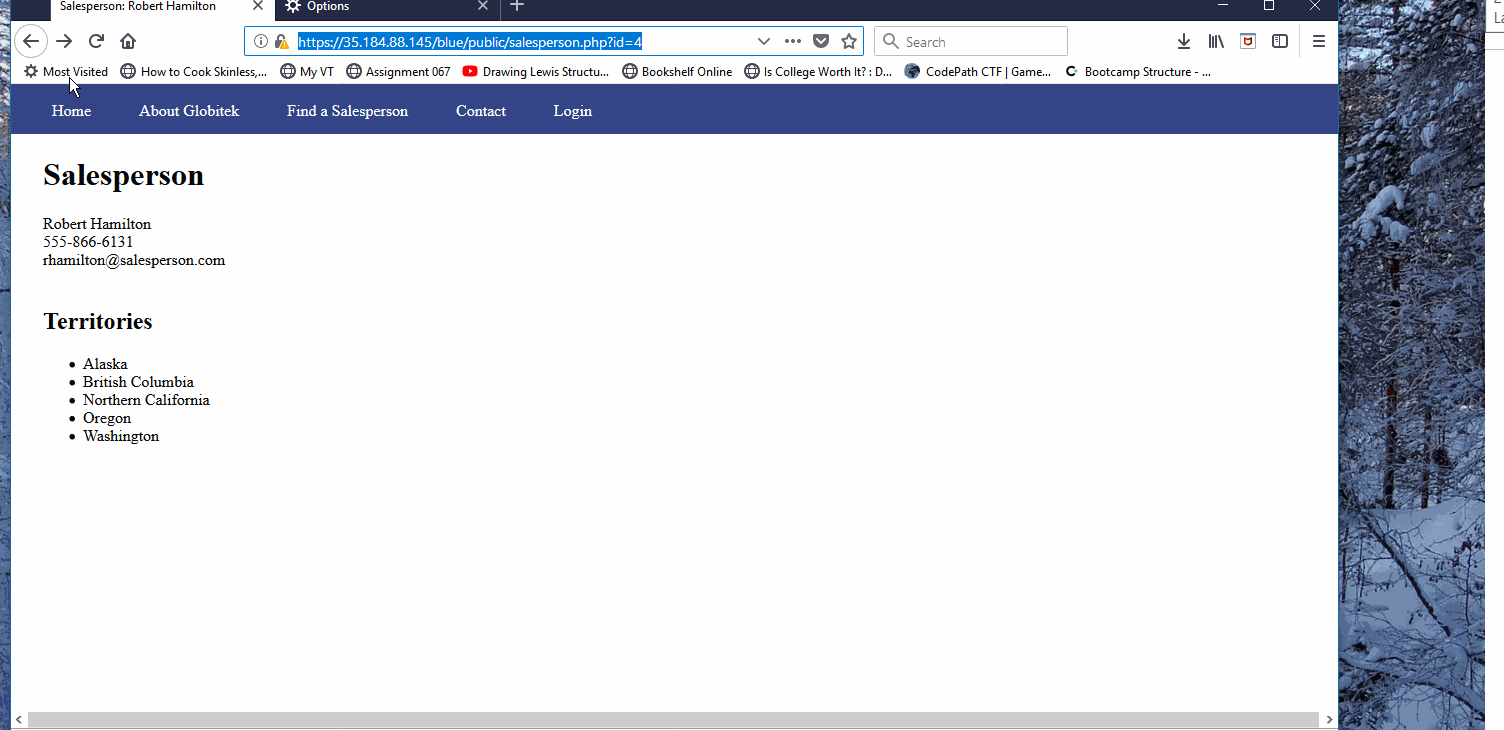 Salesperson: Robert Hamilton
Options
https://35.184.88.145/blue/public/salesperson.php?id=4
Search
Most Visited
How to Cook Skinless,...
My VT
Assignment 067
Drawing Lewis Structu...
Bookshelf Online
Is College Worth It? : D...
CodePath CTF | Game...
Bootcamp Structure - ...
Home
About Globitek
Find a Salesperson
Contact
Login
Salesperson
Robert Hamilton
555-866-6131
rhamilton@salesperson.com
Territories
Alaska
British Columbia
Northern California
Oregon
Washington